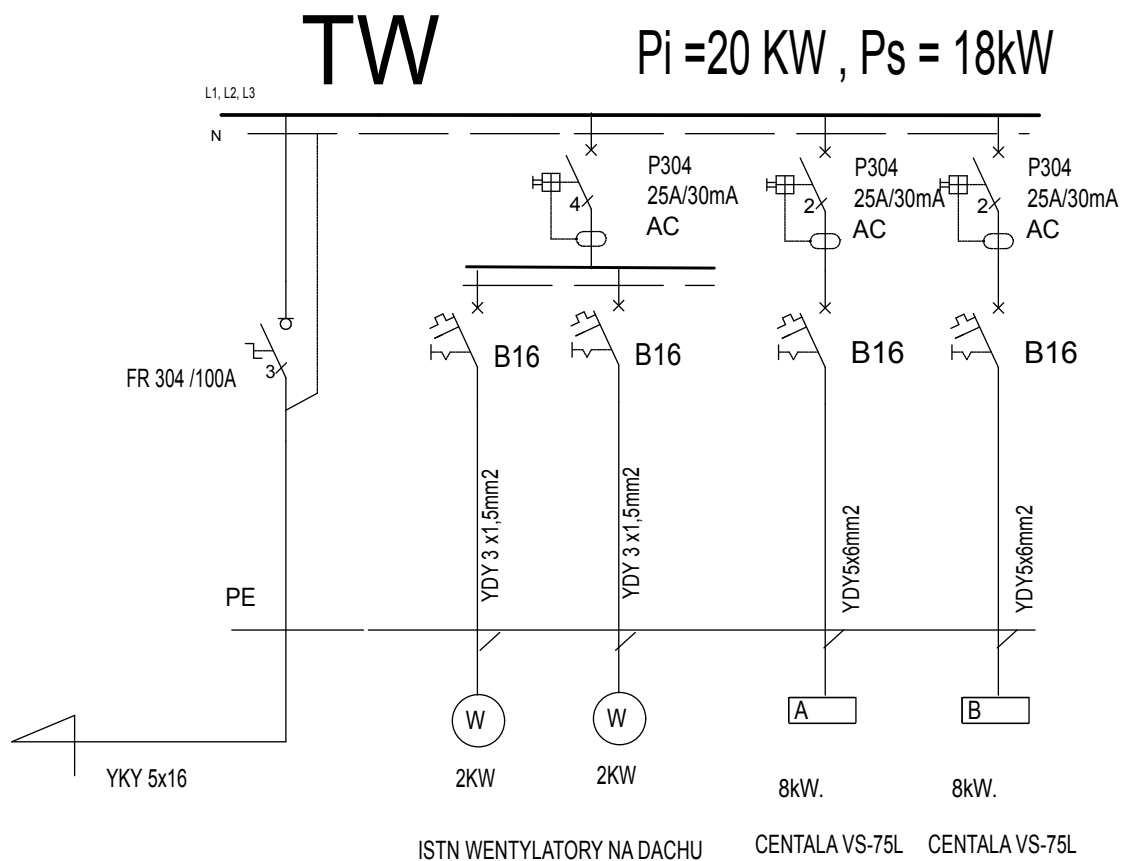 TW
Pi =20 KW , Ps = 18kW
L1, L2, L3
N
P304
25A/30mA
AC
4
P304
25A/30mA
AC
2
P304
25A/30mA
AC
2
FR 304 /100A
3
B16
B16
B16
B16
YDY 3 x1,5mm2
YDY 3 x1,5mm2
YDY5x6mm2
YDY5x6mm2
PE
W
W
A
B
YKY 5x16
2KW
2KW
8kW.
8kW.
ISTN WENTYLATORY NA DACHU
CENTALA VS-75L
CENTALA VS-75L